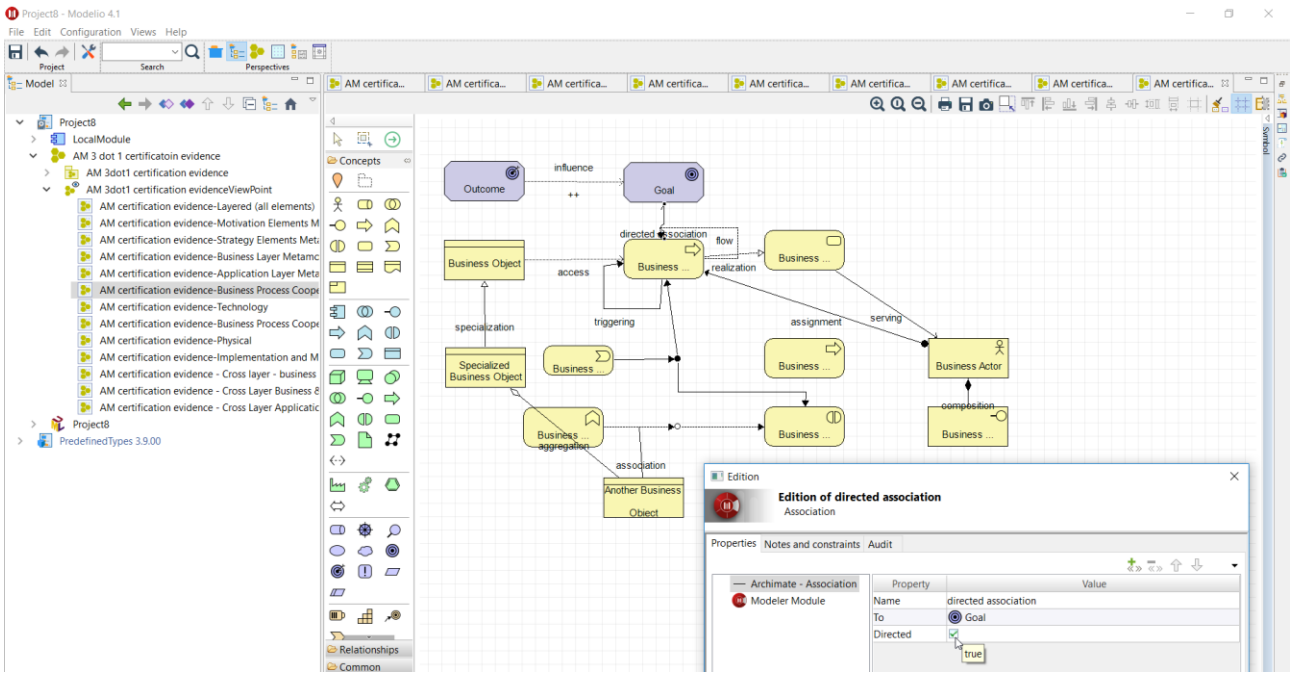 Project8 - Modelio 4.1
File Edit Configuration Views Help
Project Search Perspectives
Model
AM certifica... AM certifica... AM certifica... AM certifica... AM certifica... AM certifica... AM certifica... AM certifica... AM certifica...
Project8
LocalModule
AM 3 dot 1 certificatoin evidence
AM 3dot1 certification evidence
AM 3dot1 certification evidenceViewPoint
AM certification evidence-Layered (all elements)
AM certification evidence-Motivation Elements M
AM certification evidence-Strategy Elements Meta
AM certification evidence-Business Layer Metamc
AM certification evidence-Application Layer Meta
AM certification evidence-Business Process Coope
AM certification evidence-Technology
AM certification evidence-Business Process Coope
AM certification evidence-Physical
AM certification evidence-Implementation and M
AM certification evidence - Cross layer - business
AM certification evidence - Cross Layer Business &
AM certification evidence - Cross Layer Applicatic
Project8
PredefinedTypes 3.9.00
Concepts
Relationships
Common
Symbol
Outcome
influence
++
Goal
directed association
flow
Business Object
access
Business ...
realization
Business ...
specialization
triggering
assignment
serving
Specialized
Business Object
Business ...
Business ...
Business Actor
composition
Business ...
aggregation
Business ...
Business ...
association
Another Business
Object
Edition
Edition of directed association
Association
Properties Notes and constraints Audit
Archimate - Association
Modeler Module
Property Value
Name directed association
To Goal
Directed
true